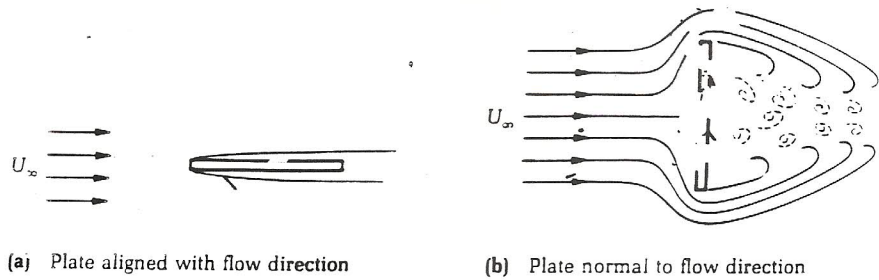 U∞
U∞
(a) Plate aligned with flow direction
(b) Plate normal to flow direction